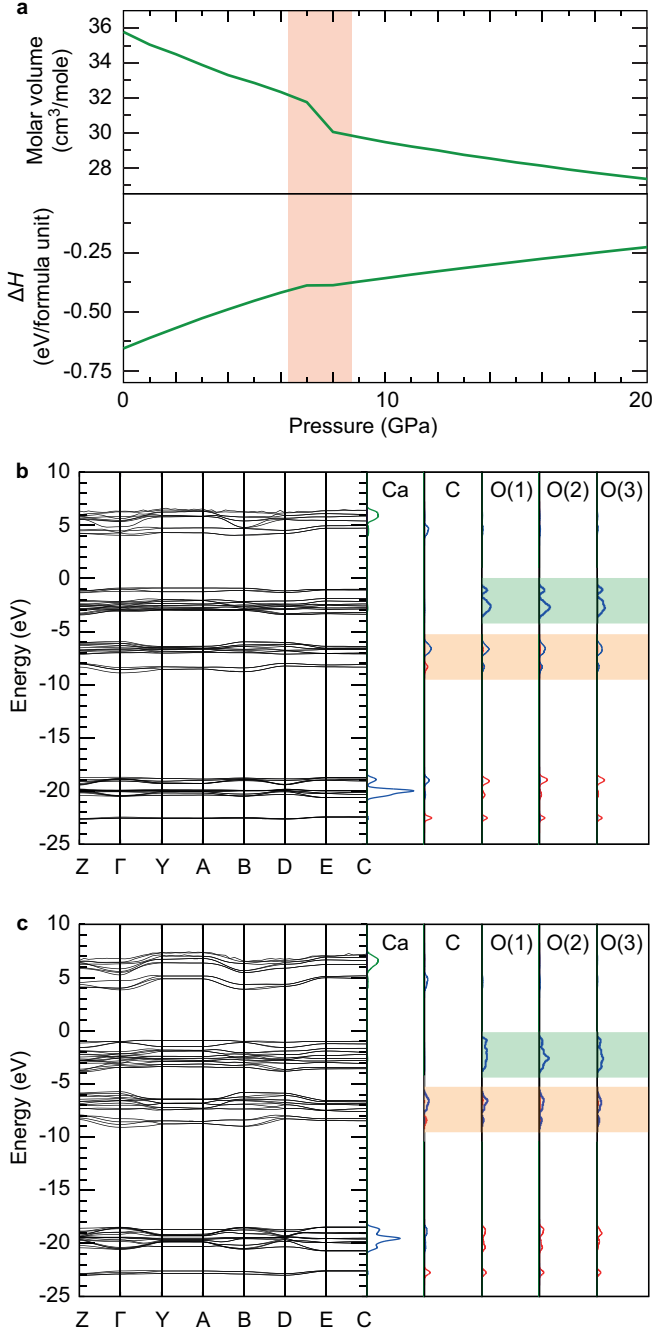 a
36
34
32
30
28
Molar volume
(cm³/mole)
-0.25
-0.50
-0.75
ΔH
(eV/formula unit)
0
10
20
Pressure (GPa)
b
10
5
0
-5
-10
-15
-20
-25
Energy (eV)
Ca
C
O(1)
O(2)
O(3)
Z
Γ
Y
A
B
D
E
C
c
10
5
0
-5
-10
-15
-20
-25
Energy (eV)
Ca
C
O(1)
O(2)
O(3)
Z
Γ
Y
A
B
D
E
C